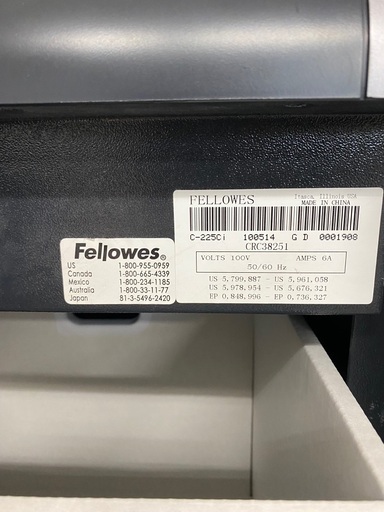 FELLOWES
Itasca, Illinois USA
MADE IN CHINA
C-225Ci 100514 G D 0001908
CRC38251
VOLTS 100V AMPS 6A
50/60 Hz
US 5,799,887 - US 5,961,058
US 5,978,954 - US 5,676,321
EP 0,848,996 - EP 0,736,327
Fellowes®
US 1-800-955-0959
Canada 1-800-665-4339
Mexico 1-800-234-1185
Australia 1-800-33-11-77
Japan 81-3-5496-2420